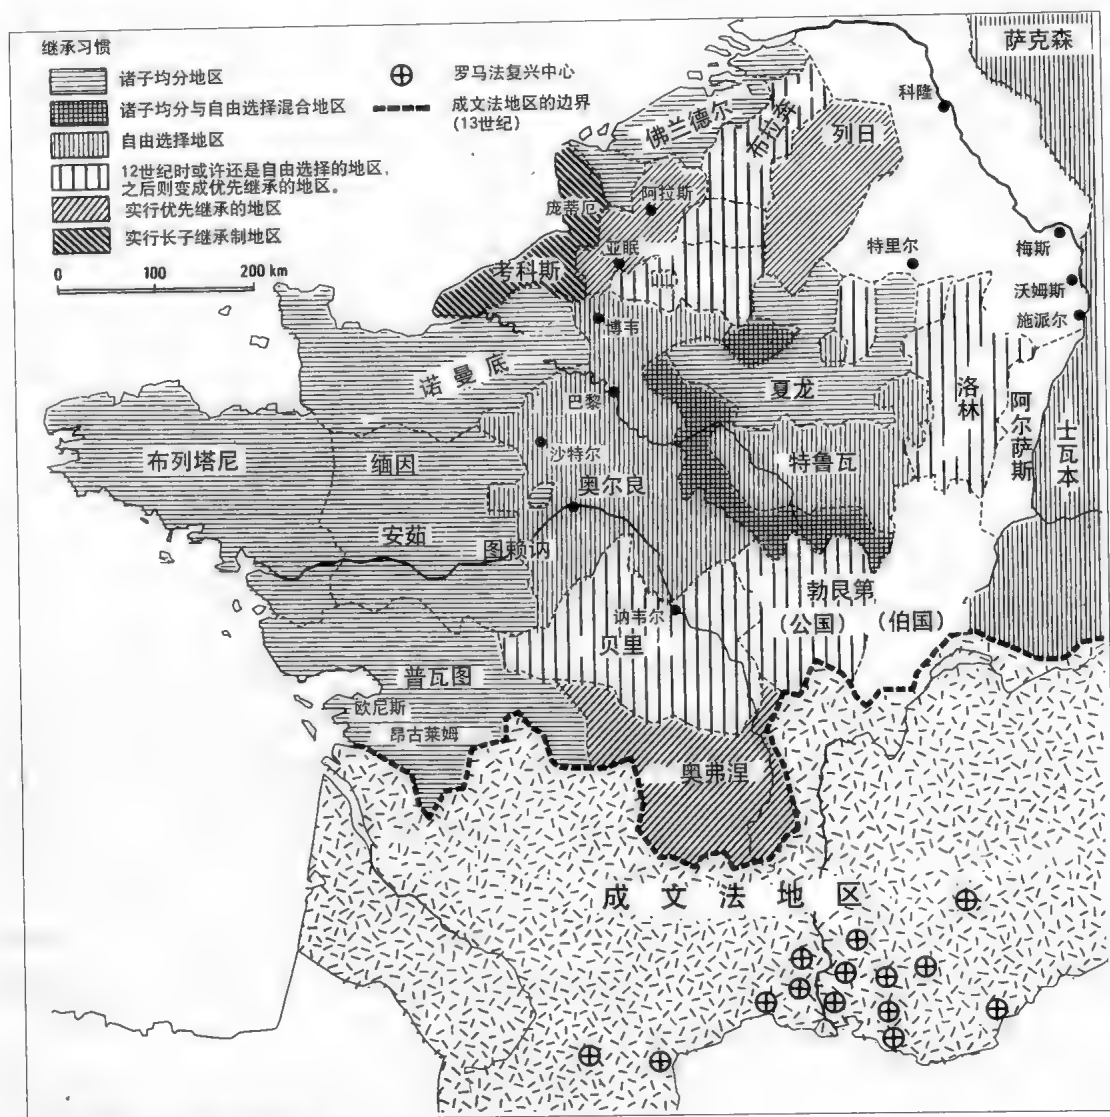 继承习惯
诸子均分地区
诸子均分与自由选择混合地区
自由选择地区
12世纪时或许还是自由选择的地区,
之后则变成优先继承的地区。
实行优先继承的地区
实行长子继承制地区
0 100 200 km
罗马法复兴中心
成文法地区的边界
(13世纪)
萨克森
科隆
佛兰德尔
布拉奔
列日
庞蒂厄
阿拉斯
亚眠
考科斯
特里尔
梅斯
沃姆斯
施派尔
博韦
诺曼底
巴黎
夏龙
洛林
阿尔萨斯
士瓦本
布列塔尼
缅因
沙特尔
特鲁瓦
奥尔良
安茹
图赖讷
勃艮第
(公国)
(伯国)
讷韦尔
贝里
普瓦图
欧尼斯
昂古莱姆
奥弗涅
成文法地区